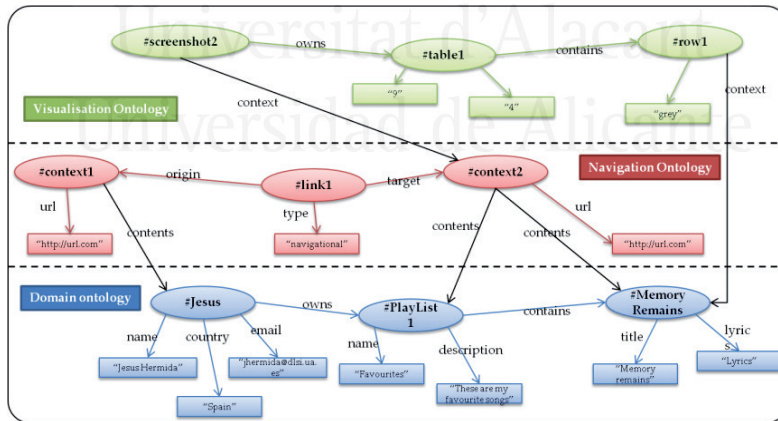 Universitat d'Alacant
Universidad de Alicante
#screenshot2
owns
#table1
contains
#row1
context
"9"
"4"
"grey"
context
Visualisation Ontology
Navigation Ontology
#context1
origin
#link1
target
#context2
url
type
url
contents
contents
contents
"http://url.com"
"navigational"
"http://url.com"
Domain ontology
#Jesus
owns
#PlayList
1
contains
#Memory
Remains
name
country
email
name
description
title
lyric
s
"Jesus Hermida"
"jhermida@dlsi.ua.
es"
"Spain"
"Favourites"
"These are my
favourite songs"
"Memory
remains"
"Lyrics"